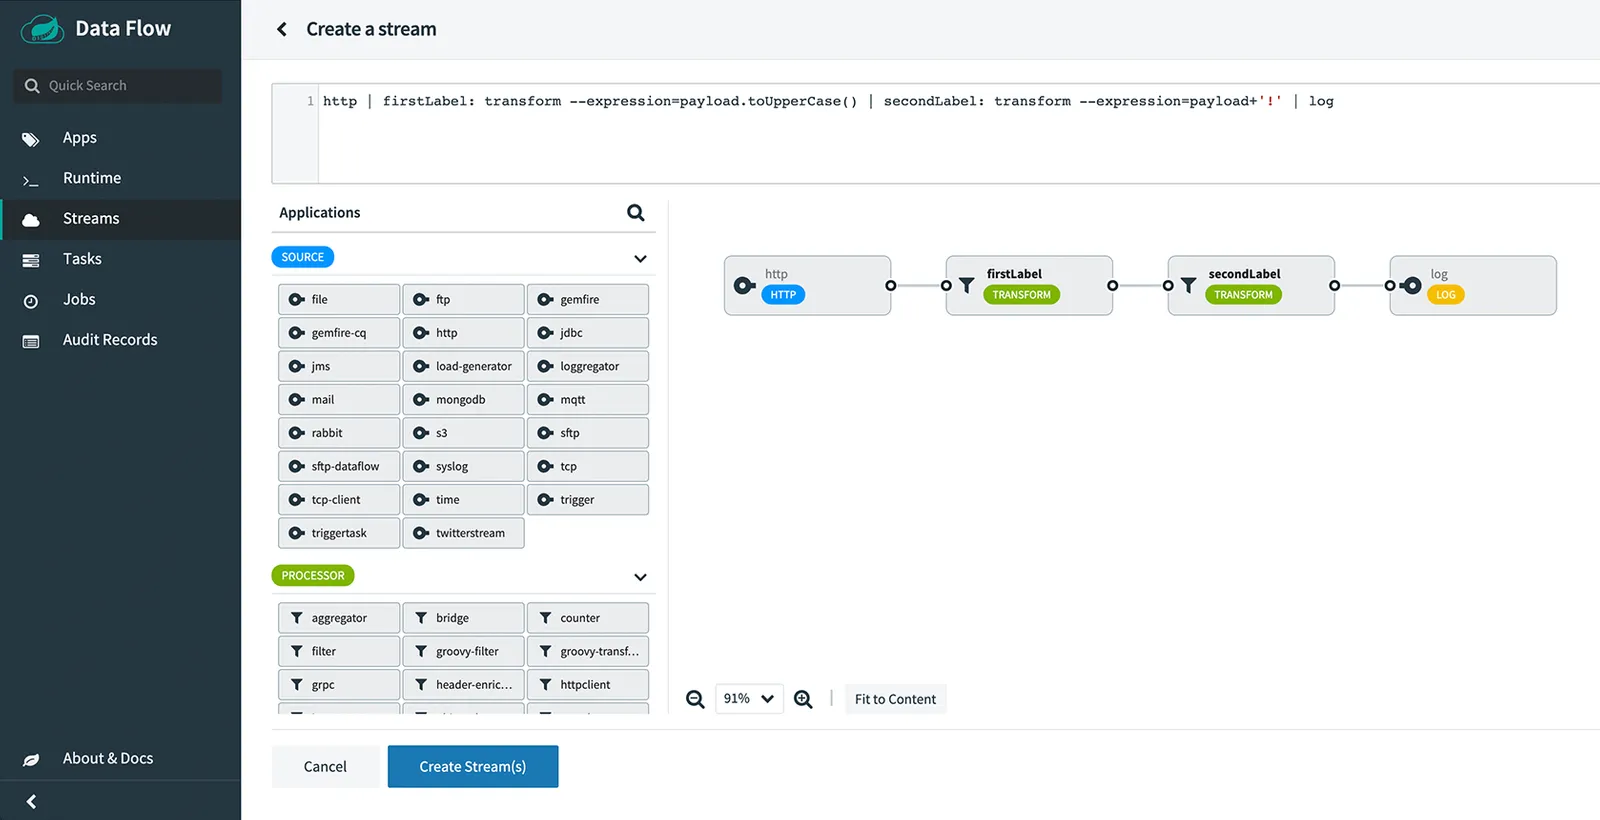 Data Flow
Quick Search
Apps
Runtime
Streams
Tasks
Jobs
Audit Records
About & Docs
Create a stream
1 http | firstLabel: transform --expression=payload.toUpperCase() | secondLabel: transform --expression=payload+'!' | log
Applications
SOURCE
file ftp gemfire
gemfire-cq http jdbc
jms load-generator loggregator
mail mongodb mqtt
rabbit s3 sftp
sftp-dataflow syslog tcp
tcp-client time trigger
triggertask twitterstream
PROCESSOR
aggregator bridge counter
filter groovy-filter groovy-transf...
grpc header-enric... httpclient
http
HTTP
firstLabel
TRANSFORM
secondLabel
TRANSFORM
log
LOG
91% Fit to Content
Cancel Create Stream(s)